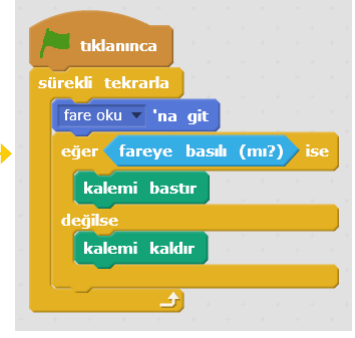 tıklanınca
sürekli tekrarla
fare oku 'na git
eğer fareye basılı (mı?) ise
kalemi bastır
değilse
kalemi kaldır